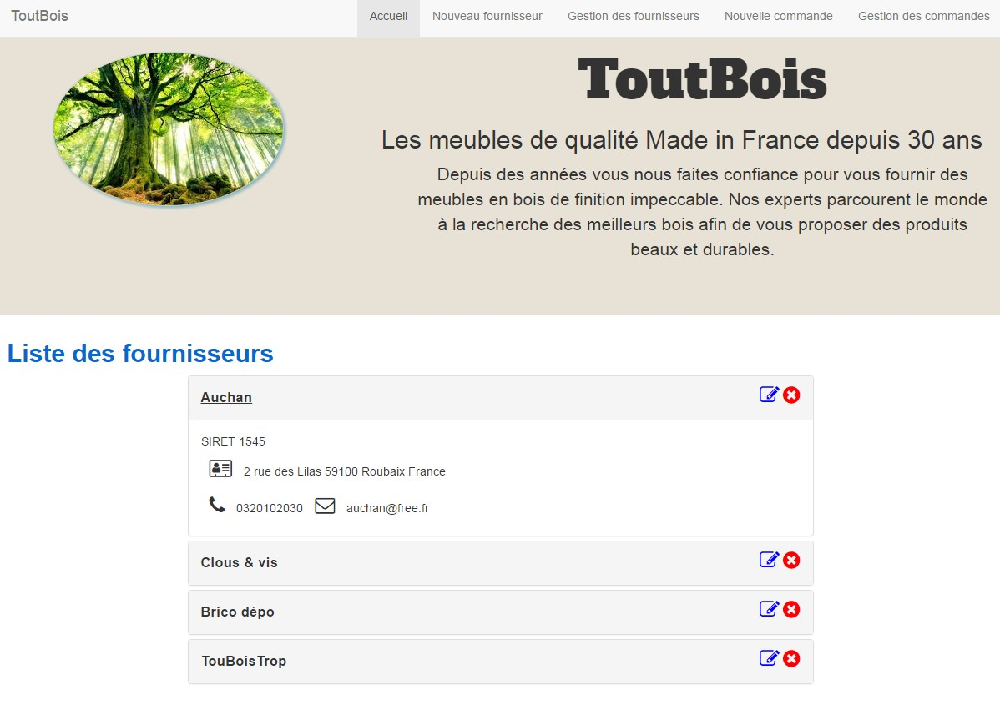 ToutBois
Accueil
Nouveau fournisseur
Gestion des fournisseurs
Nouvelle commande
Gestion des commandes
ToutBois
Les meubles de qualité Made in France depuis 30 ans
Depuis des années vous nous faites confiance pour vous fournir des
meubles en bois de finition impeccable. Nos experts parcourent le monde
à la recherche des meilleurs bois afin de vous proposer des produits
beaux et durables.
Liste des fournisseurs
Auchan
SIRET 1545
2 rue des Lilas 59100 Roubaix France
0320102030 auchan@free.fr
Clous & vis
Brico dépo
TouBoisTrop